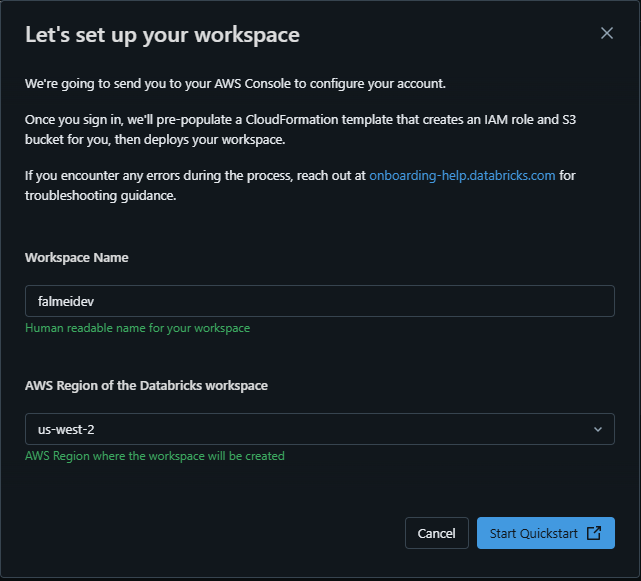 Let's set up your workspace
We're going to send you to your AWS Console to configure your account.
Once you sign in, we'll pre-populate a CloudFormation template that creates an IAM role and S3
bucket for you, then deploys your workspace.
If you encounter any errors during the process, reach out at onboarding-help.databricks.com for
troubleshooting guidance.
Workspace Name
falmeidev
Human readable name for your workspace
AWS Region of the Databricks workspace
us-west-2
AWS Region where the workspace will be created
Cancel
Start Quickstart